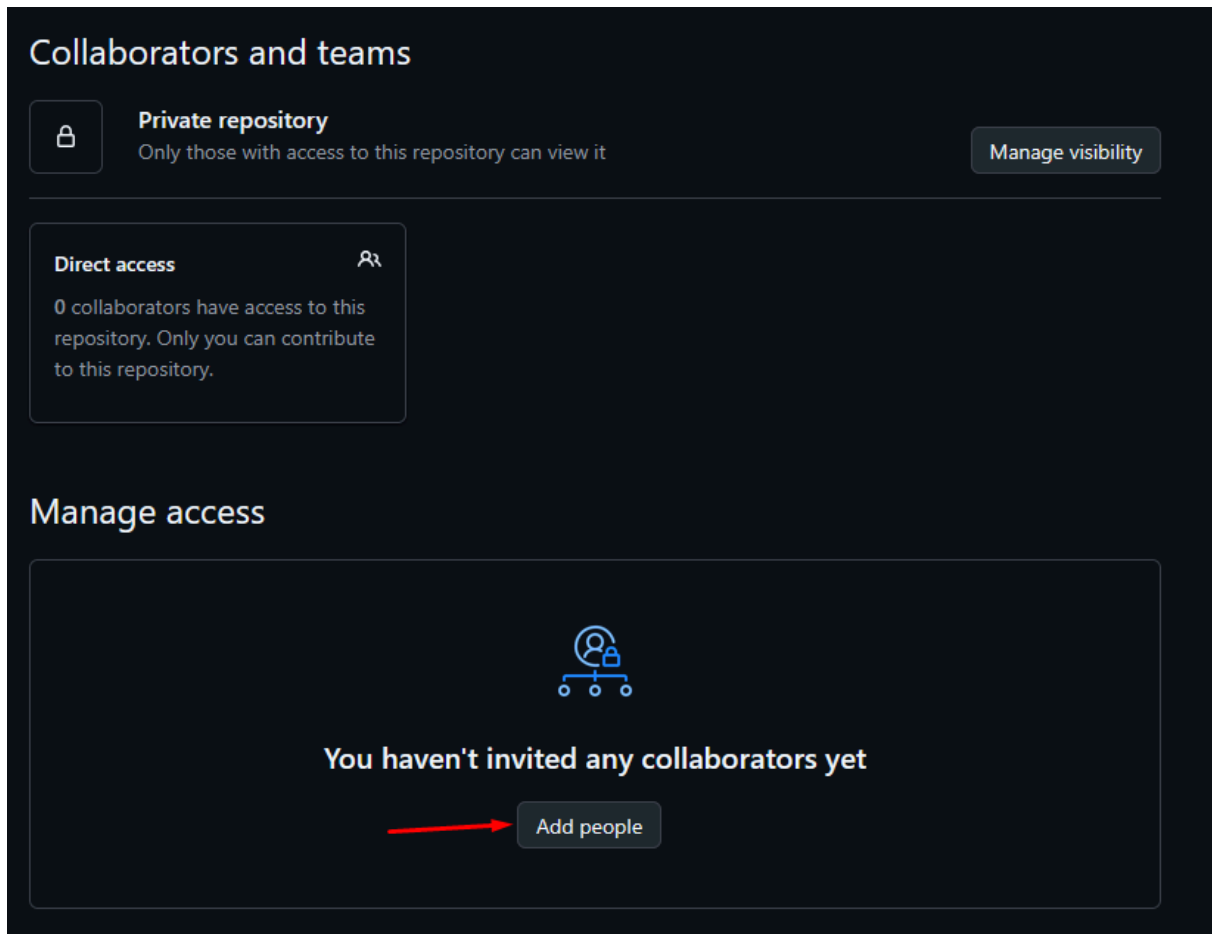 Collaborators and teams
Private repository
Only those with access to this repository can view it
Manage visibility
Direct access
0 collaborators have access to this
repository. Only you can contribute
to this repository.
Manage access
You haven't invited any collaborators yet
Add people